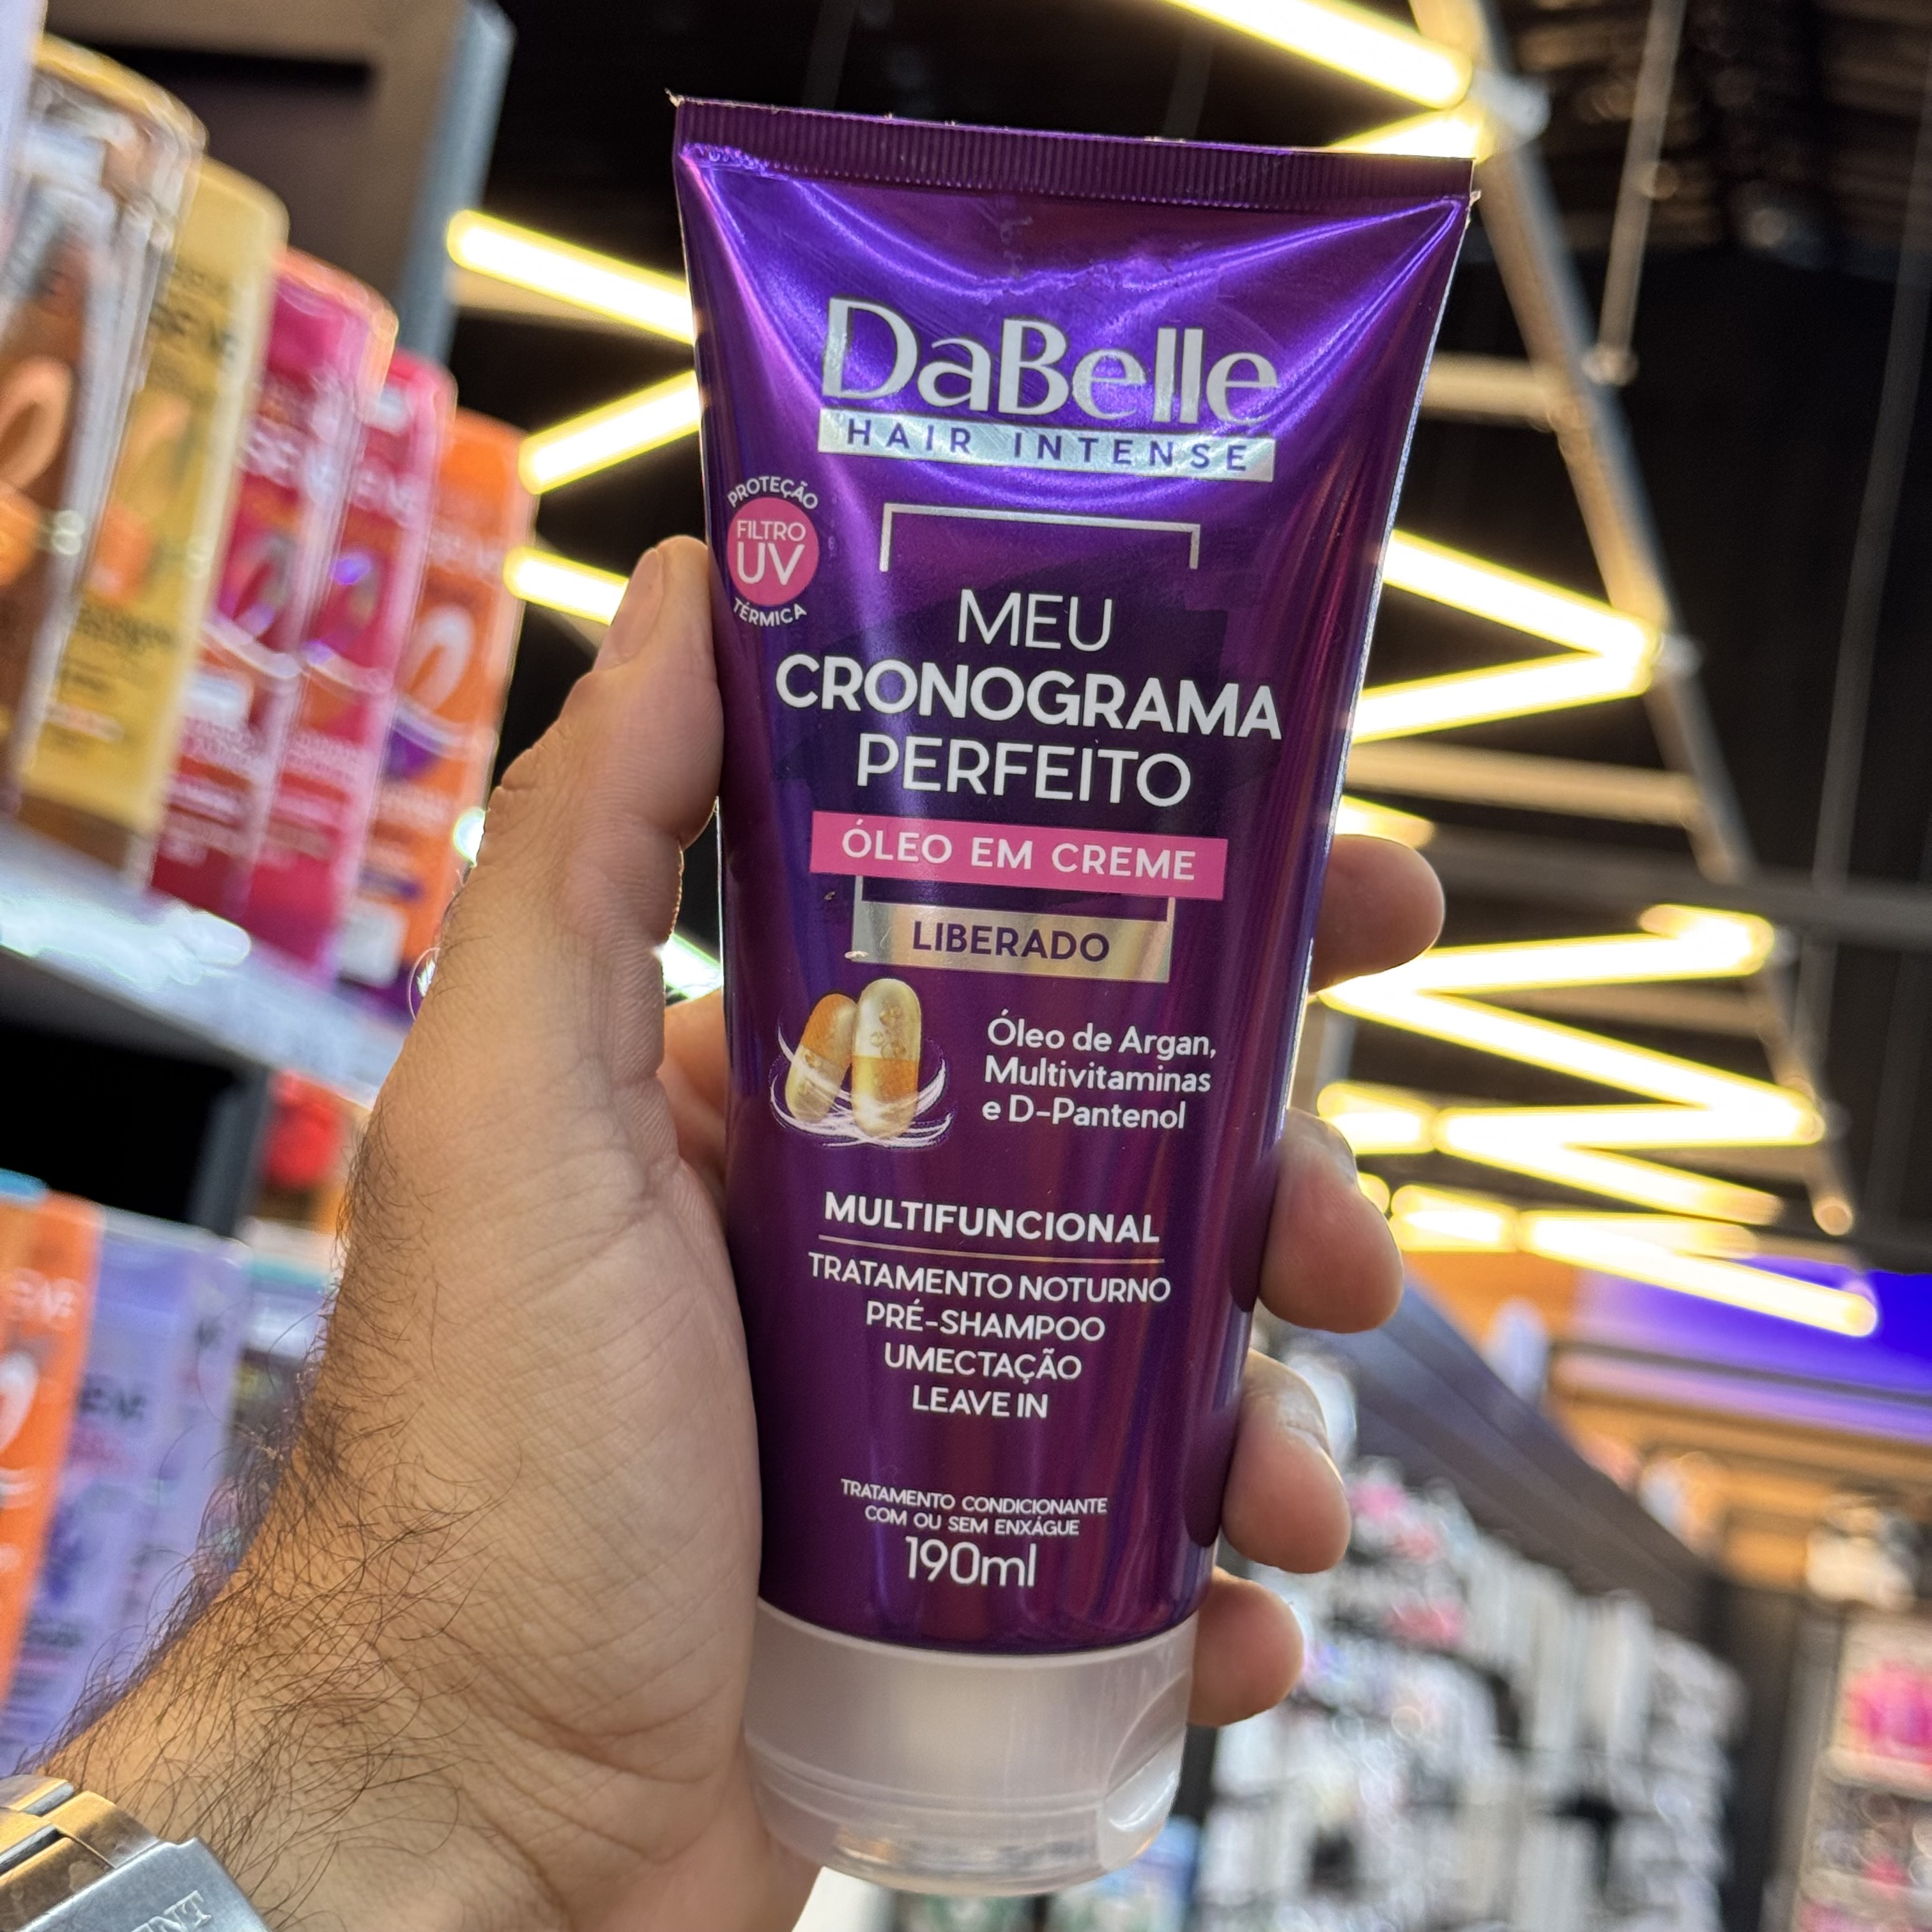 DaBelle
HAIR INTENSE
PROTEÇÃO
FILTRO
UV
TÉRMICA
MEU
CRONOGRAMA
PERFEITO
ÓLEO EM CREME
LIBERADO
Óleo de Argan,
Multivitaminas
e D-Pantenol
MULTIFUNCIONAL
TRATAMENTO NOTURNO
PRÉ-SHAMPOO
UMECTAÇÃO
LEAVE IN
TRATAMENTO CONDICIONANTE
COM OU SEM ENXÁGUE
190ml